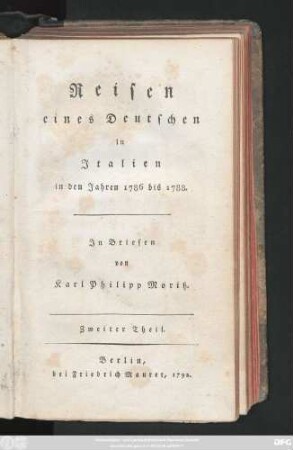 Reisen
eines Deutschen
in
Italien
in den Jahren 1786 bis 1788.
In Briefen
von
Karl Philipp Moritz.
Zweiter Theil.
Berlin,
bei Friedrich Maurer, 1792.